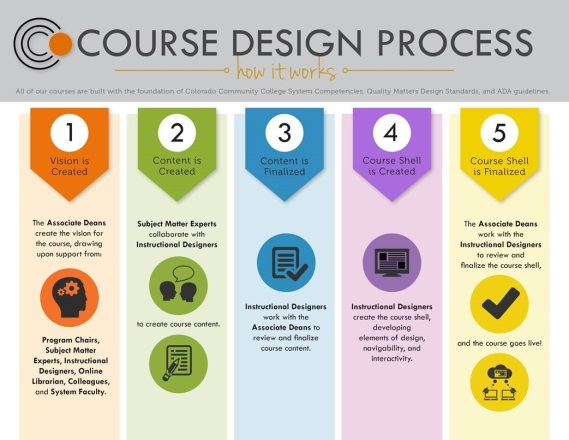 COURSE DESIGN PROCESS
how it works
All of our courses are built with the foundation of Colorado Community College System Competencies, Quality Matters Design Standards, and ADA guidelines.
1
Vision is
Created
The Associate Deans
create the vision for
the course, drawing
upon support from:
Program Chairs,
Subject Matter
Experts, Instructional
Designers, Online
Librarian, Colleagues,
and System Faculty.
2
Content is
Created
Subject Matter Experts
collaborate with
Instructional Designers
to create course content.
3
Content is
Finalized
Instructional Designers
work with the
Associate Deans to
review and finalize
course content.
4
Course Shell
is Created
Instructional Designers
create the course shell,
developing
elements of design,
navigability, and
interactivity.
5
Course Shell
is Finalized
The Associate Deans
work with the
Instructional Designers
to review and
finalize the course shell,
and the course goes live!